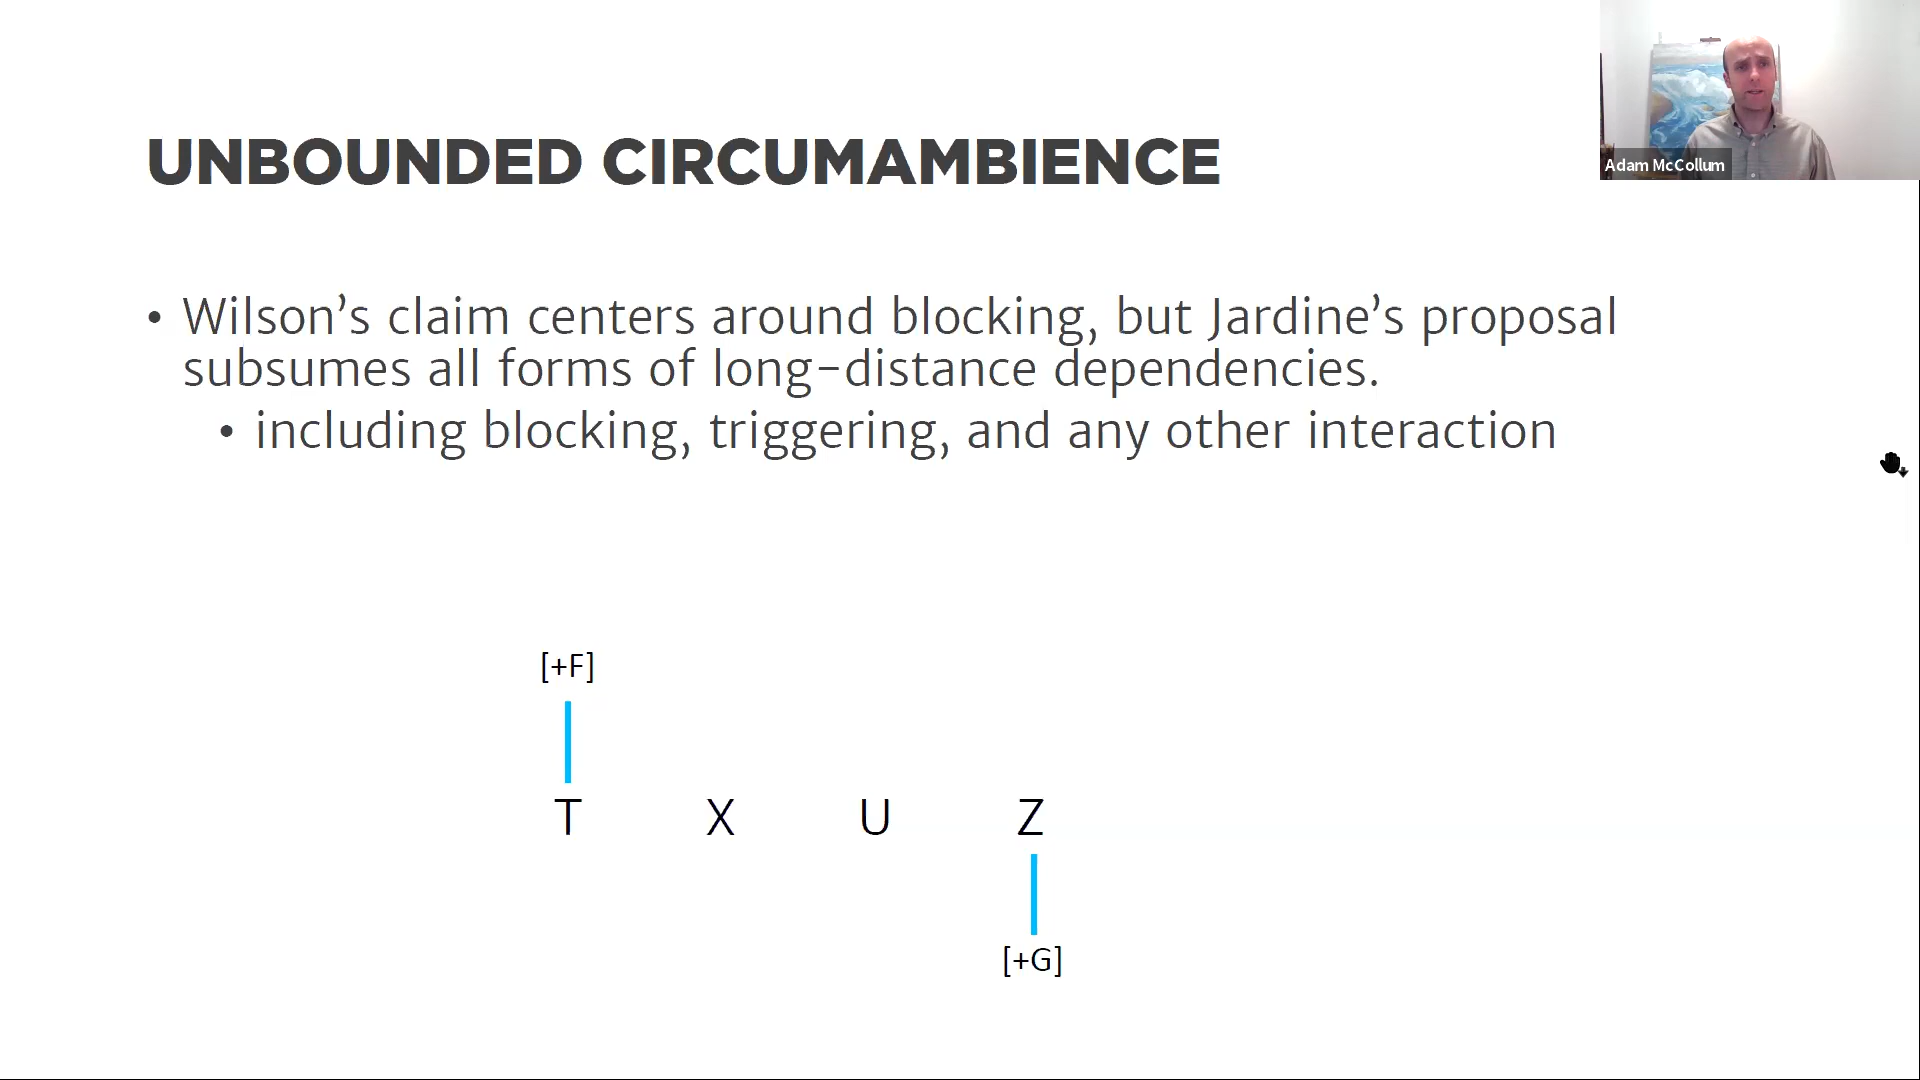 Adam McCollum
UNBOUNDED CIRCUMAMBIENCE
• Wilson’s claim centers around blocking, but Jardine’s proposal
subsumes all forms of long-distance dependencies.
• including blocking, triggering, and any other interaction
[+F]
T X U Z
[+G]